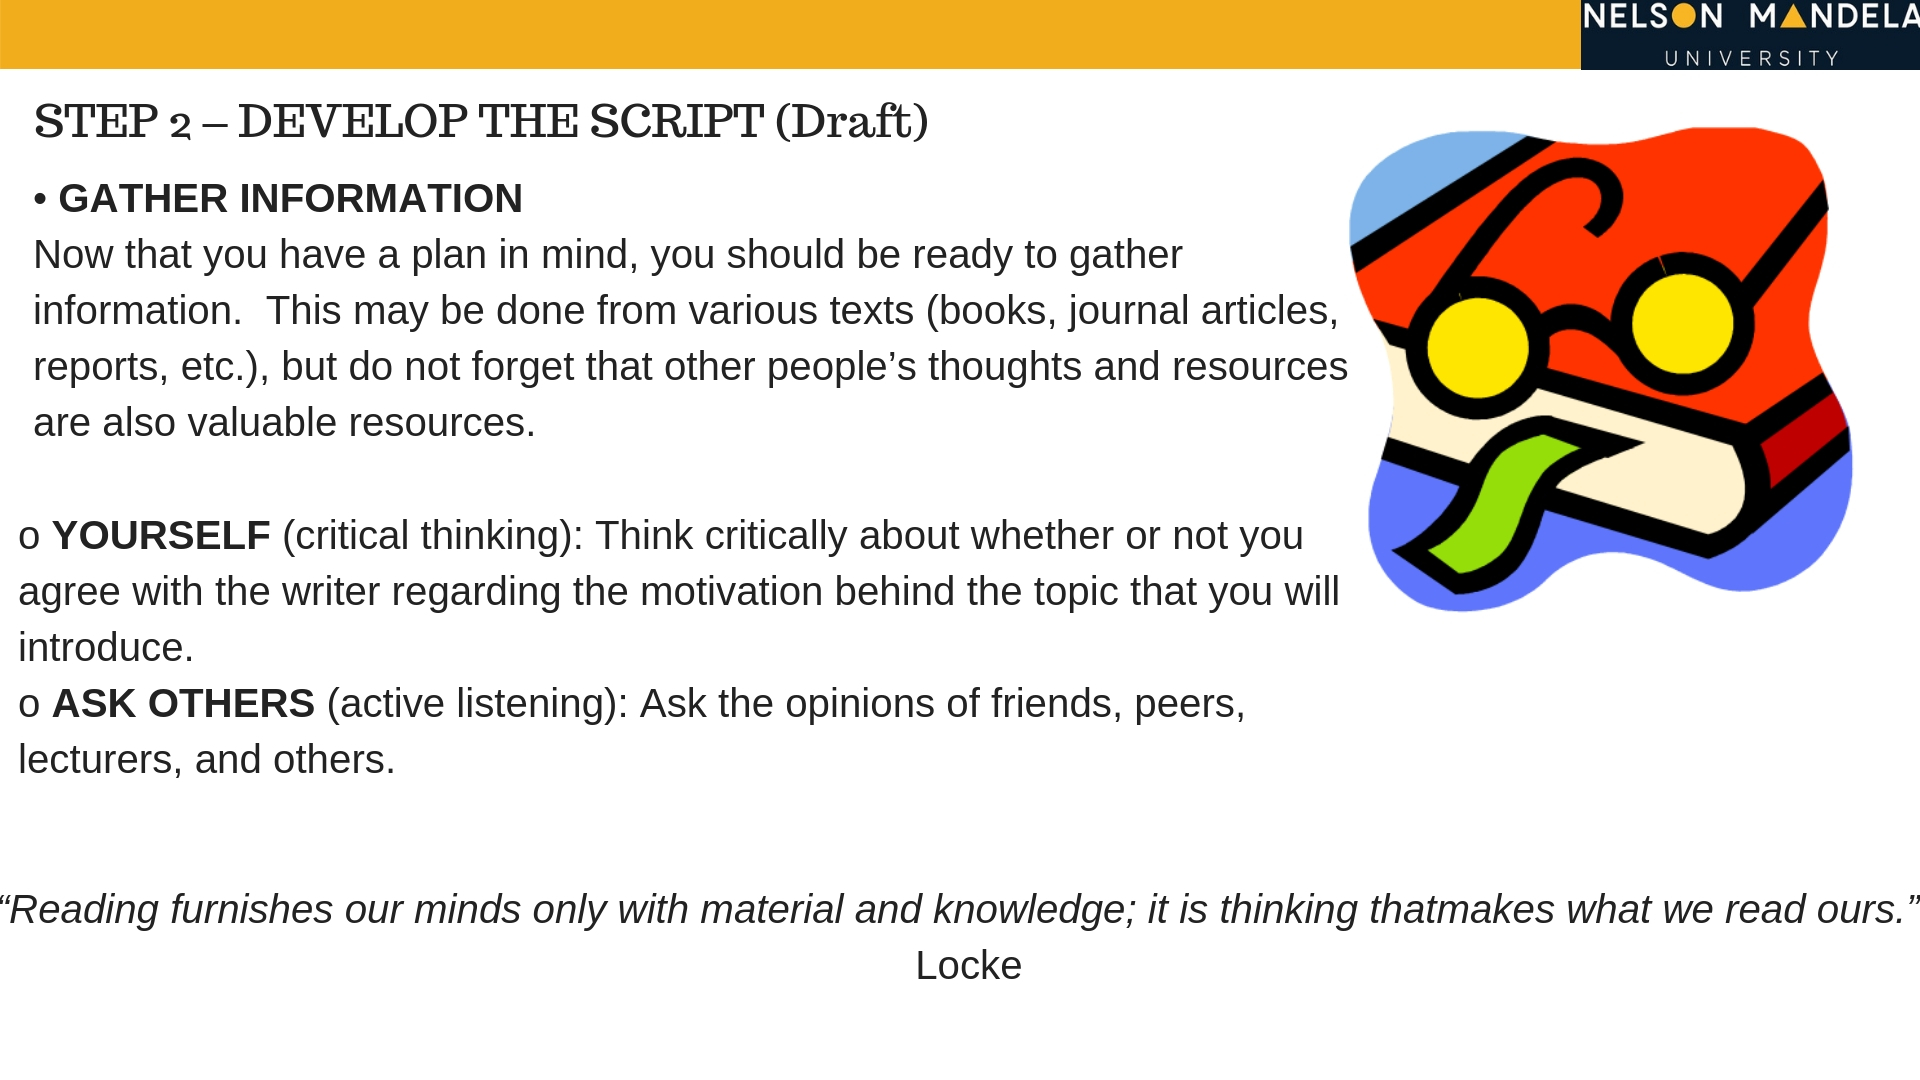 NELSON MANDELA
UNIVERSITY
STEP 2 – DEVELOP THE SCRIPT (Draft)
• GATHER INFORMATION
Now that you have a plan in mind, you should be ready to gather
information.  This may be done from various texts (books, journal articles,
reports, etc.), but do not forget that other people’s thoughts and resources
are also valuable resources.
o YOURSELF (critical thinking): Think critically about whether or not you
agree with the writer regarding the motivation behind the topic that you will
introduce.
o ASK OTHERS (active listening): Ask the opinions of friends, peers,
lecturers, and others.
“Reading furnishes our minds only with material and knowledge; it is thinking thatmakes what we read ours.”
Locke